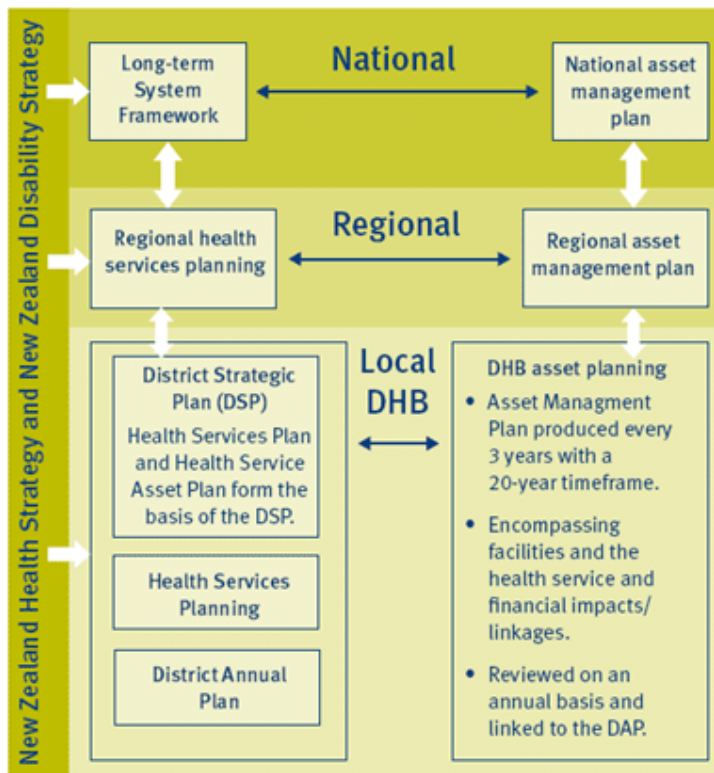 New Zealand Health Strategy and New Zealand Disability Strategy
Long-term
System
Framework
National
National asset
management
plan
Regional health
services planning
Regional
Regional asset
management plan
District Strategic
Plan (DSP)
Health Services Plan
and Health Service
Asset Plan form the
basis of the DSP.
Health Services
Planning
District Annual
Plan
Local
DHB
DHB asset planning
• Asset Managment
Plan produced every
3 years with a
20-year timeframe.
• Encompassing
facilities and the
health service and
financial impacts/
linkages.
• Reviewed on an
annual basis and
linked to the DAP.